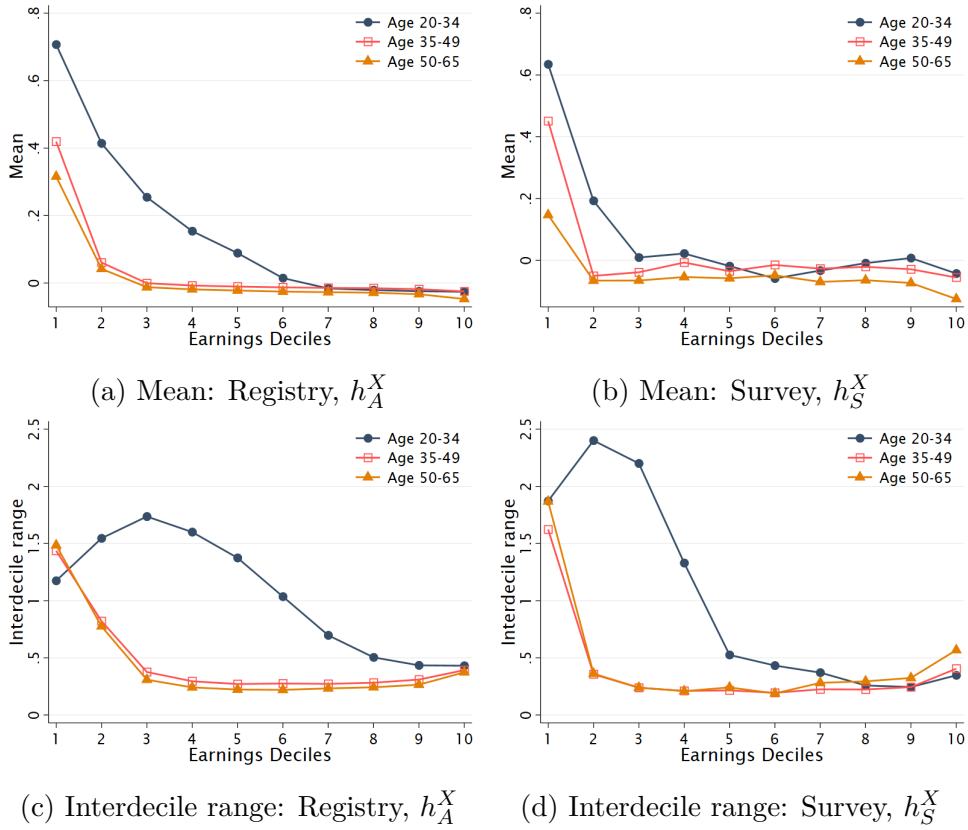 .8
.6
.4
.2
0
Mean
Age 20-34
Age 35-49
Age 50-65
1 2 3 4 5 6 7 8 9 10
Earnings Deciles
(a) Mean: Registry, h_A^X
.8
.6
.4
.2
0
Mean
Age 20-34
Age 35-49
Age 50-65
1 2 3 4 5 6 7 8 9 10
Earnings Deciles
(b) Mean: Survey, h_S^X
2.5
2
1.5
1
.5
0
Interdecile range
Age 20-34
Age 35-49
Age 50-65
1 2 3 4 5 6 7 8 9 10
Earnings Deciles
(c) Interdecile range: Registry, h_A^X
2.5
2
1.5
1
.5
0
Interdecile range
Age 20-34
Age 35-49
Age 50-65
1 2 3 4 5 6 7 8 9 10
Earnings Deciles
(d) Interdecile range: Survey, h_S^X